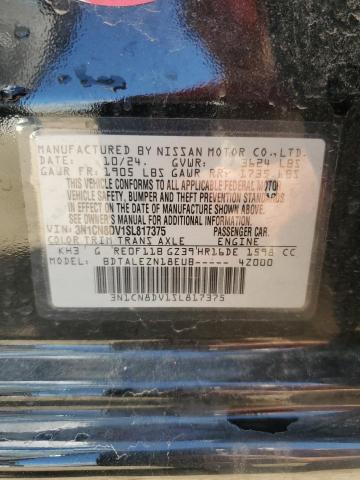 MANUFACTURED BY NISSAN MOTOR CO.,LTD.
DATE: 10/24. GVWR: 3624 LBS
GAWR FR 1905 LBS GAWR RR 1735 LBS
THIS VEHICLE CONFORMS TO ALL APPLICABLE FEDERAL MOTOR
VEHICLE SAFETY, BUMPER, AND THEFT PREVENTION STANDARDS
IN EFFECT ON THE DATE OF MANUFACTURE SHOWN ABOVE.
SEE OWNER'S MANUAL FOR ADDITIONAL INFORMATION.
VIN: 3N1CN8DV1SL817375 PASSENGER CAR.
COLOR TRIM TRANS AXLE ENGINE
KH3 G RE0F11B GZ39 HR16DE 1598 CC
BDTALEZN18EUB----- 4Z000
3N1CN8DV1SL817375